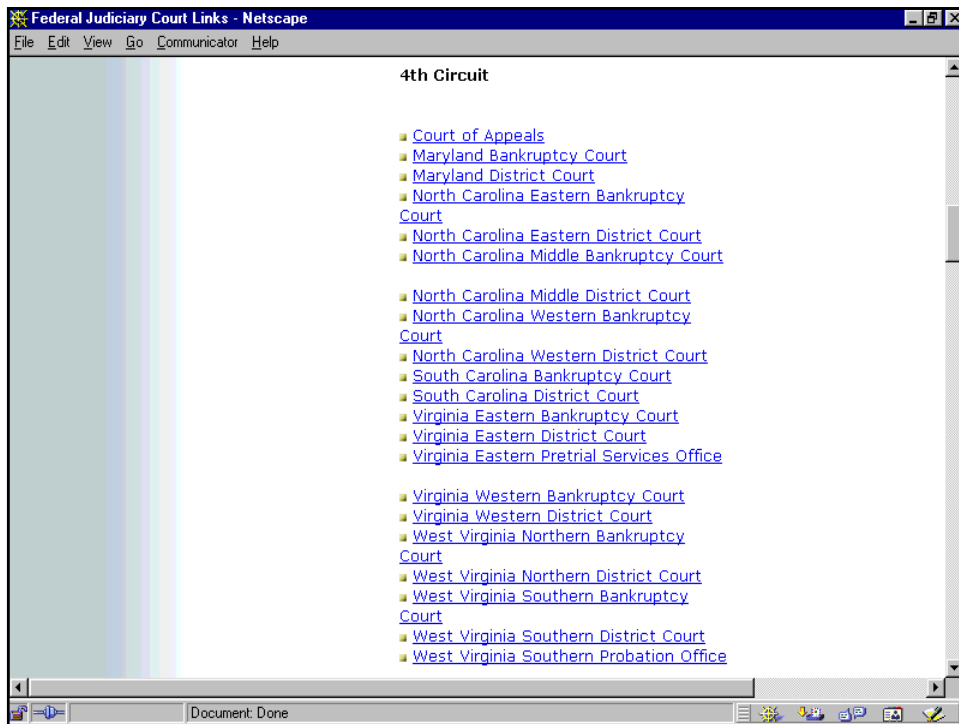 Federal Judiciary Court Links - Netscape
File Edit View Go Communicator Help
4th Circuit
Court of Appeals
Maryland Bankruptcy Court
Maryland District Court
North Carolina Eastern Bankruptcy
Court
North Carolina Eastern District Court
North Carolina Middle Bankruptcy Court
North Carolina Middle District Court
North Carolina Western Bankruptcy
Court
North Carolina Western District Court
South Carolina Bankruptcy Court
South Carolina District Court
Virginia Eastern Bankruptcy Court
Virginia Eastern District Court
Virginia Eastern Pretrial Services Office
Virginia Western Bankruptcy Court
Virginia Western District Court
West Virginia Northern Bankruptcy
Court
West Virginia Northern District Court
West Virginia Southern Bankruptcy
Court
West Virginia Southern District Court
West Virginia Southern Probation Office
Document: Done